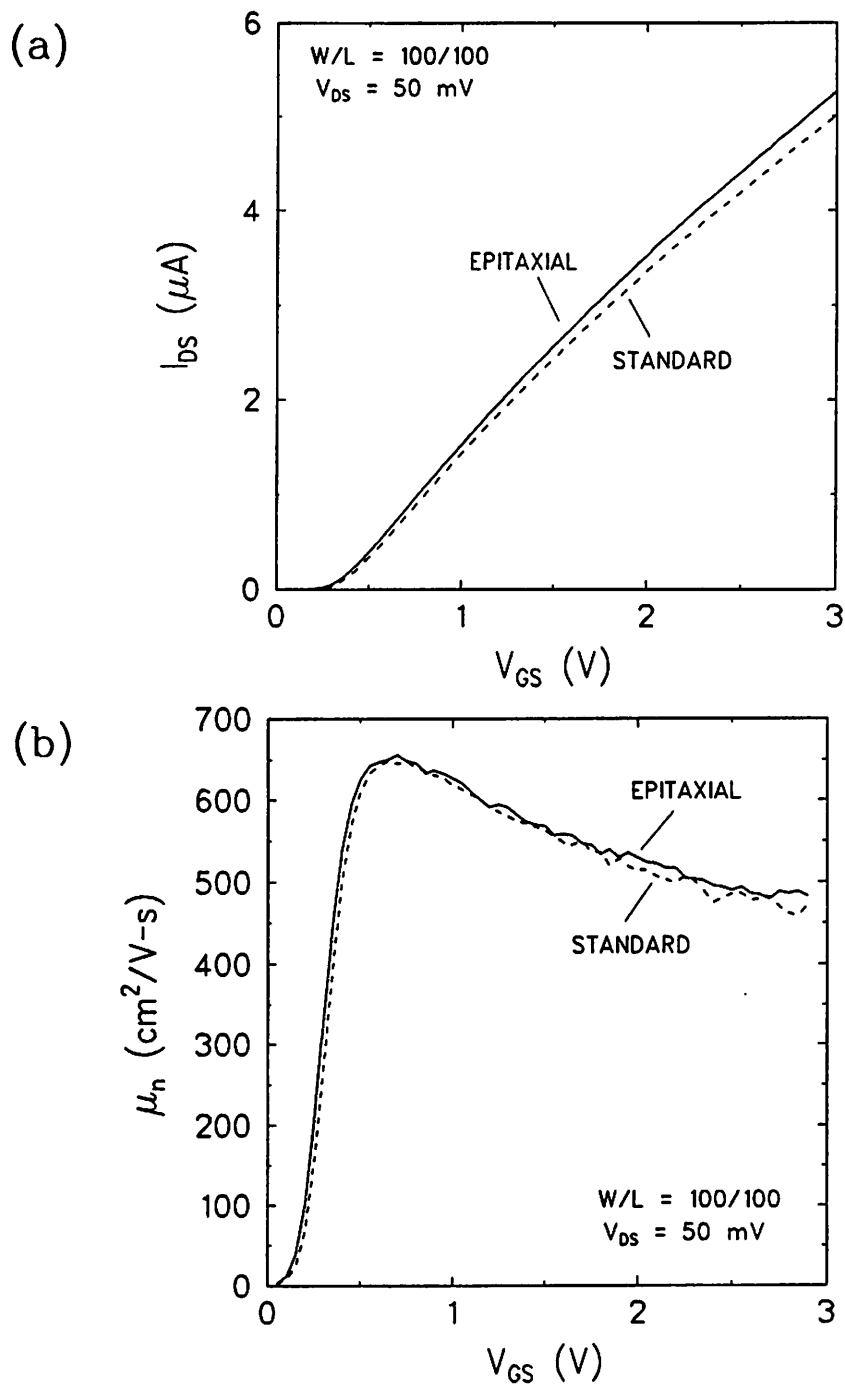 (a)
W/L = 100/100
V_DS = 50 mV
6
4
2
0
I_DS (μA)
EPITAXIAL
STANDARD
0
1
2
3
V_GS (V)
(b)
700
600
500
400
300
200
100
0
μ_n (cm²/V-s)
EPITAXIAL
STANDARD
W/L = 100/100
V_DS = 50 mV
0
1
2
3
V_GS (V)